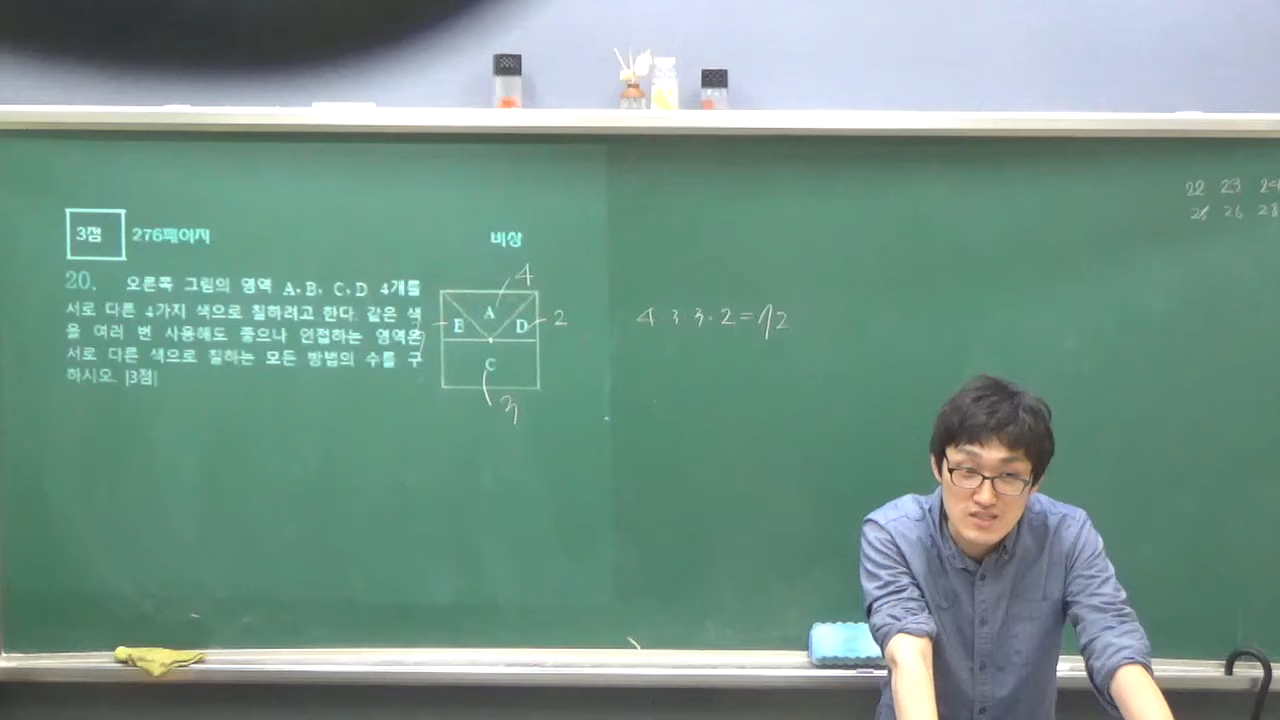 3점 276페이지 비상
20. 오른쪽 그림의 영역 A, B, C, D 4개를
서로 다른 4가지 색으로 칠하려고 한다. 같은 색
을 여러 번 사용해도 좋으나 인접하는 영역은
서로 다른 색으로 칠하는 모든 방법의 수를 구
하시오. [3점]
4
A
B D 2
3
C
3
4 3 3 · 2 = 72
22 23 24
25 26 28